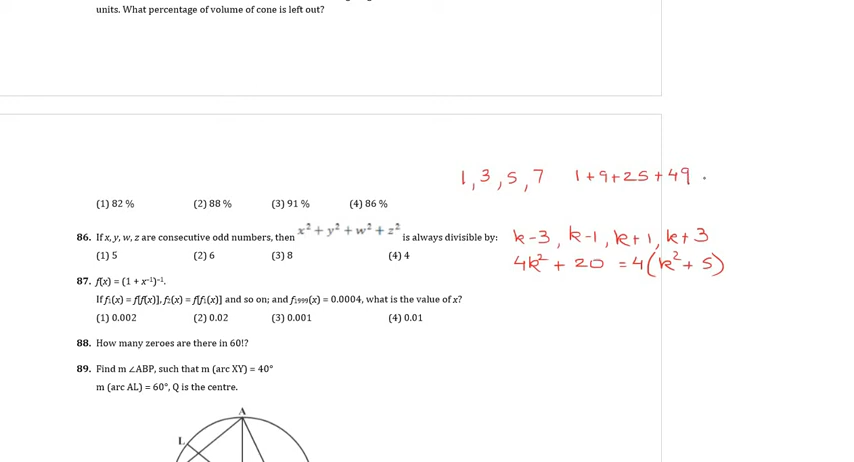 units. What percentage of volume of cone is left out?
1, 3, 5, 7 1+9+25+49
(1) 82 % (2) 88 % (3) 91 % (4) 86 %
86. If x, y, w, z are consecutive odd numbers, then x² + y² + w² + z² is always divisible by:
k-3, k-1, k+1, k+3
(1) 5 (2) 6 (3) 8 (4) 4
4k² + 20 = 4(k² + 5)
87. f(x) = (1 + x⁻¹)⁻¹.
If f₁(x) = f[f(x)], f₂(x) = f[f₁(x)] and so on; and f₁₉₉₉(x) = 0.0004, what is the value of x?
(1) 0.002 (2) 0.02 (3) 0.001 (4) 0.01
88. How many zeroes are there in 60!?
89. Find m ∠ABP, such that m (arc XY) = 40°
m (arc AL) = 60°, Q is the centre.
A
L